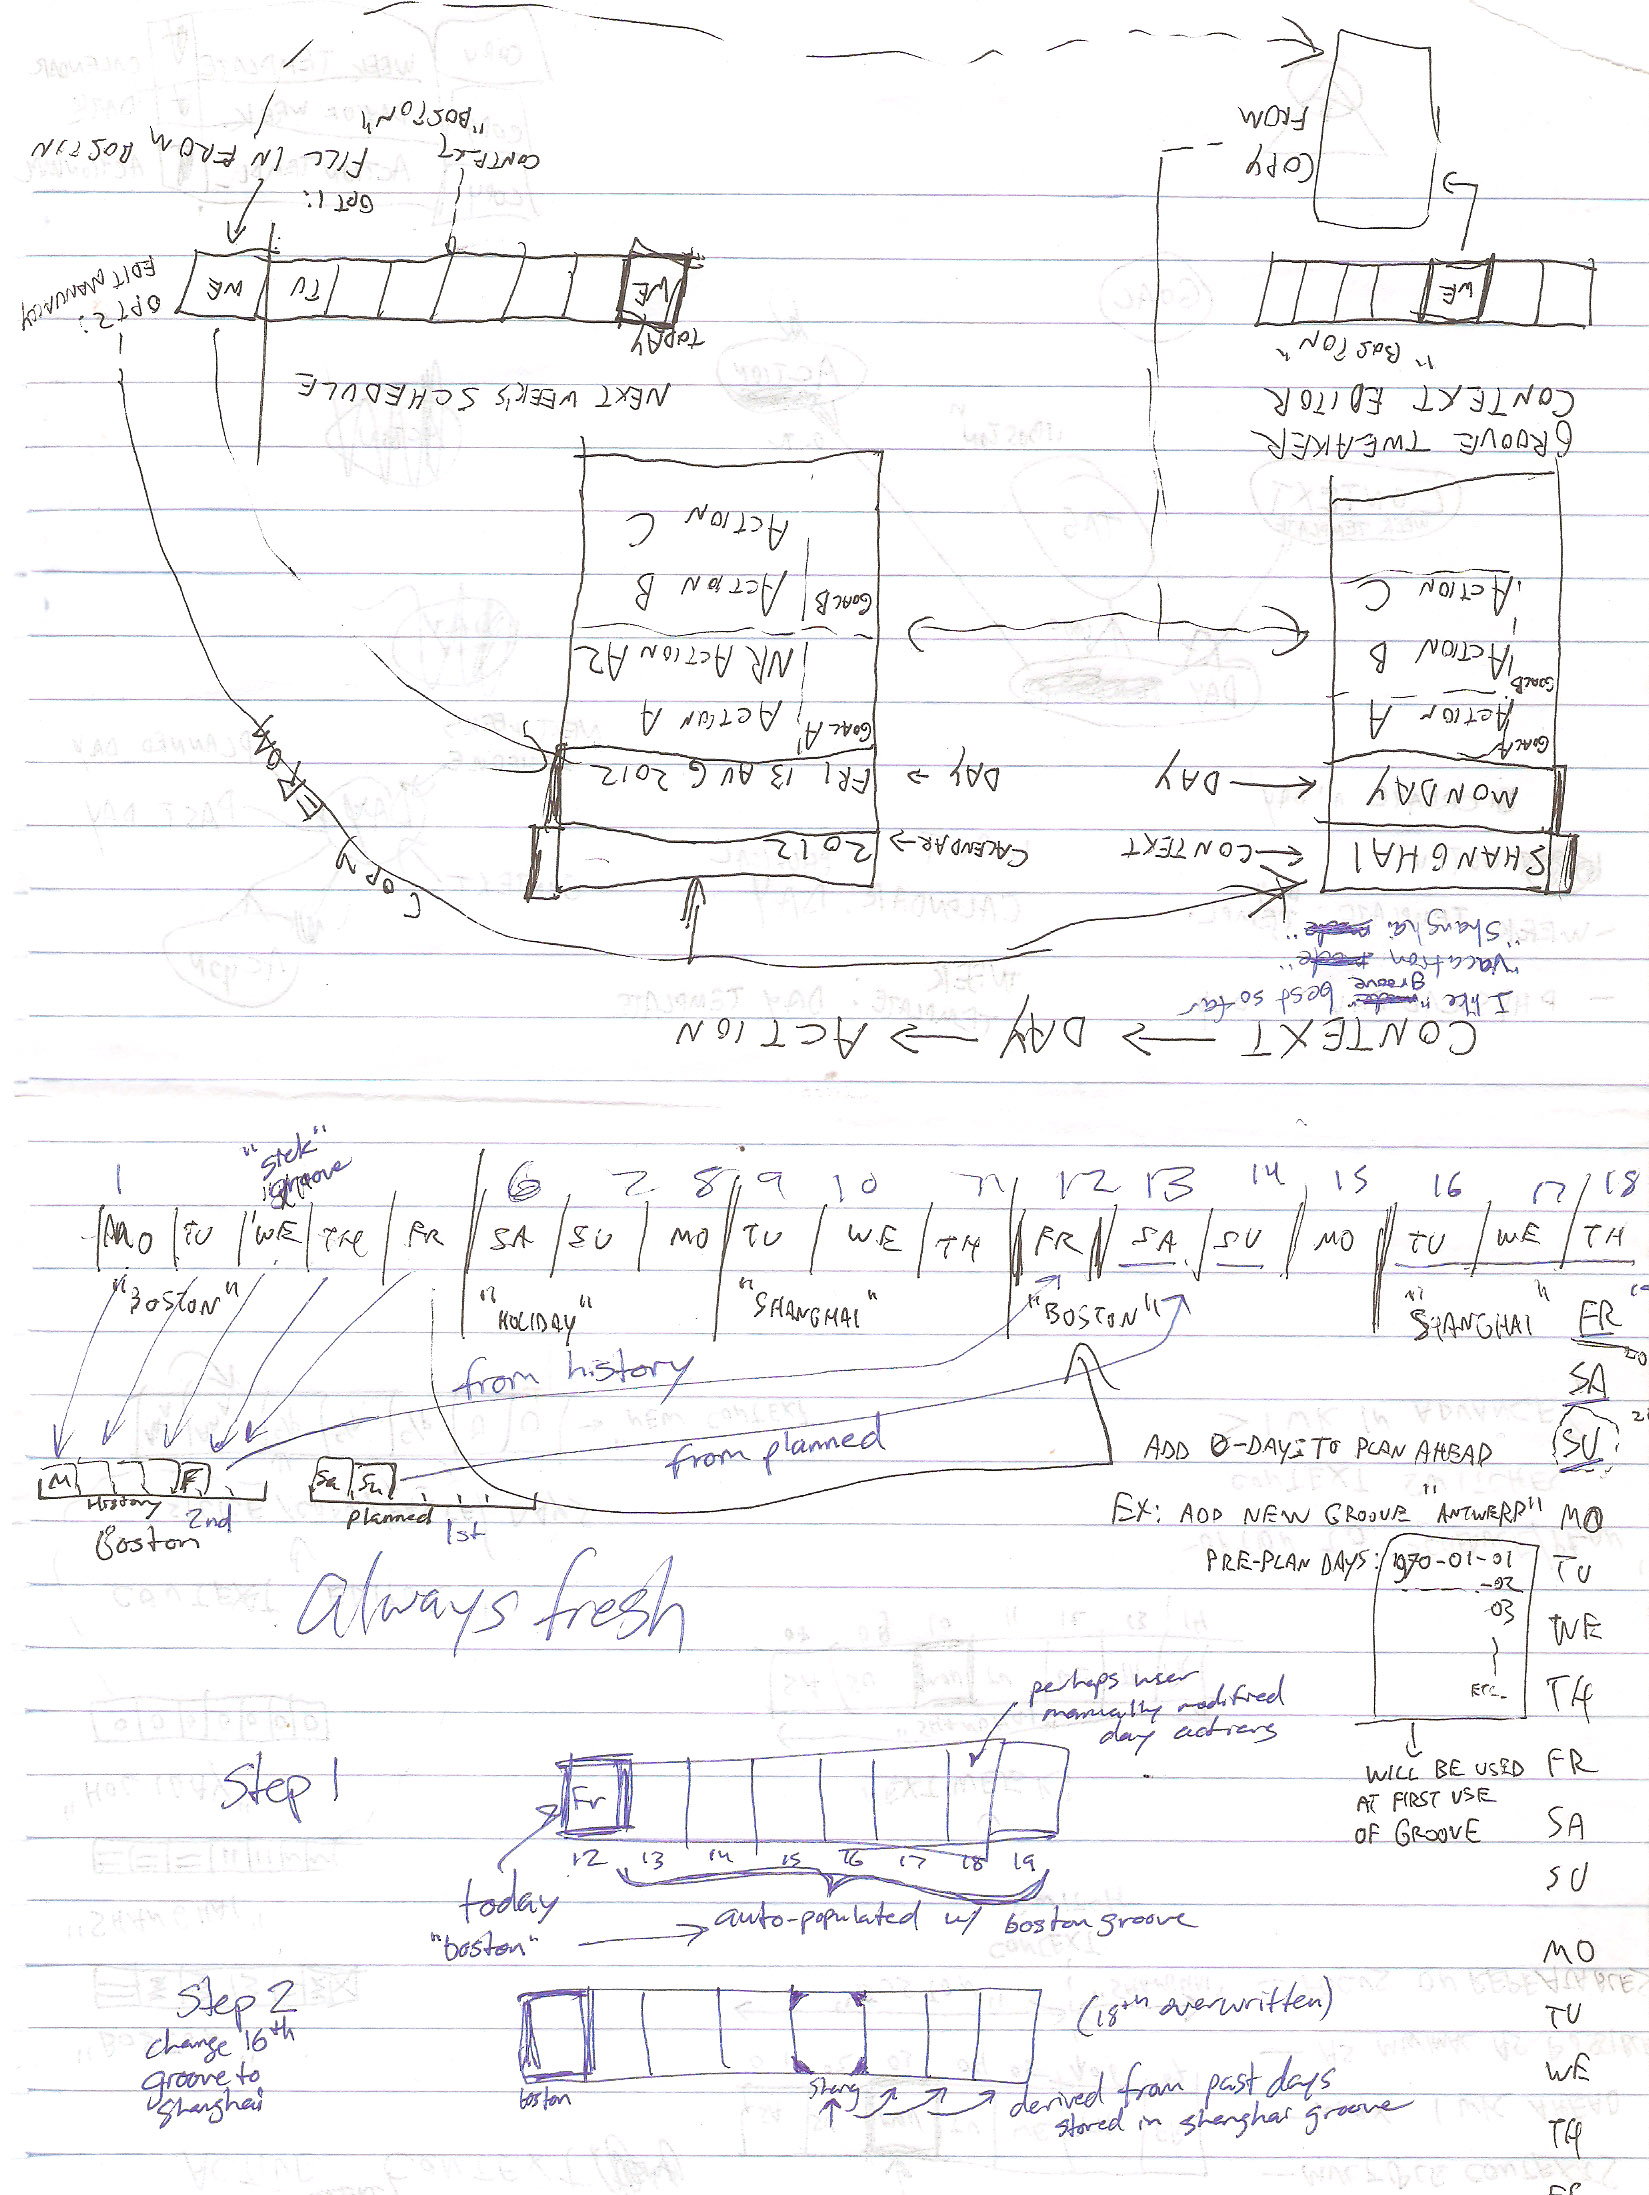 CONTEXT → DAY → ACTION
I like "groove" best so far
"vacation"
"Shanghai"
SHANGHAI
← CONTEXT
CALENDAR →
2012
MONDAY
← DAY
DAY →
FRI 13 AUG 2012
GOAL A
ACTION A
GOAL B
ACTION B
ACTION C
GOAL A
ACTION A
NR ACTION A2
GOAL B
ACTION B
ACTION C
COPY FROM
GROOVE TWEAKER
CONTEXT EDITOR
"BOSTON"
WE
COPY
FROM
NEXT WEEK'S SCHEDULE
TODAY
WE
TU
WE
OPT 2:
EDIT MANUALLY
OPT 1:
FILL IN FROM BOSTON
CONTEXT
"BOSTON"
"sick"
groove
1 6 7 8 9 10 11 12 13 14 15 16 17 18
MO TU WE TH FR SA SU MO TU WE TH FR SA SU MO TU WE TH
"BOSTON" "HOLIDAY" "SHANGHAI" "BOSTON" "SHANGHAI"
FR
SA
SU
MO
TU
WE
TH
FR
SA
SU
MO
TU
WE
TH
from history
from planned
M F
History
2nd
Boston
Sa Su
Planned
1st
ADD 0-DAYS TO PLAN AHEAD
EX: ADD NEW GROOVE "ANTWERP"
PRE-PLAN DAYS: 1970-01-01
-02
03
ETC.
WILL BE USED
AT FIRST USE
OF GROOVE
always fresh
perhaps user
manually modified
day actions
Step 1
Fr
12 13 14 15 16 17 18 19
today
"boston" → auto-populated w/ boston groove
Step 2
change 16th
groove to
shanghai
(18th overwritten)
boston
shang
derived from past days
stored in shanghai groove